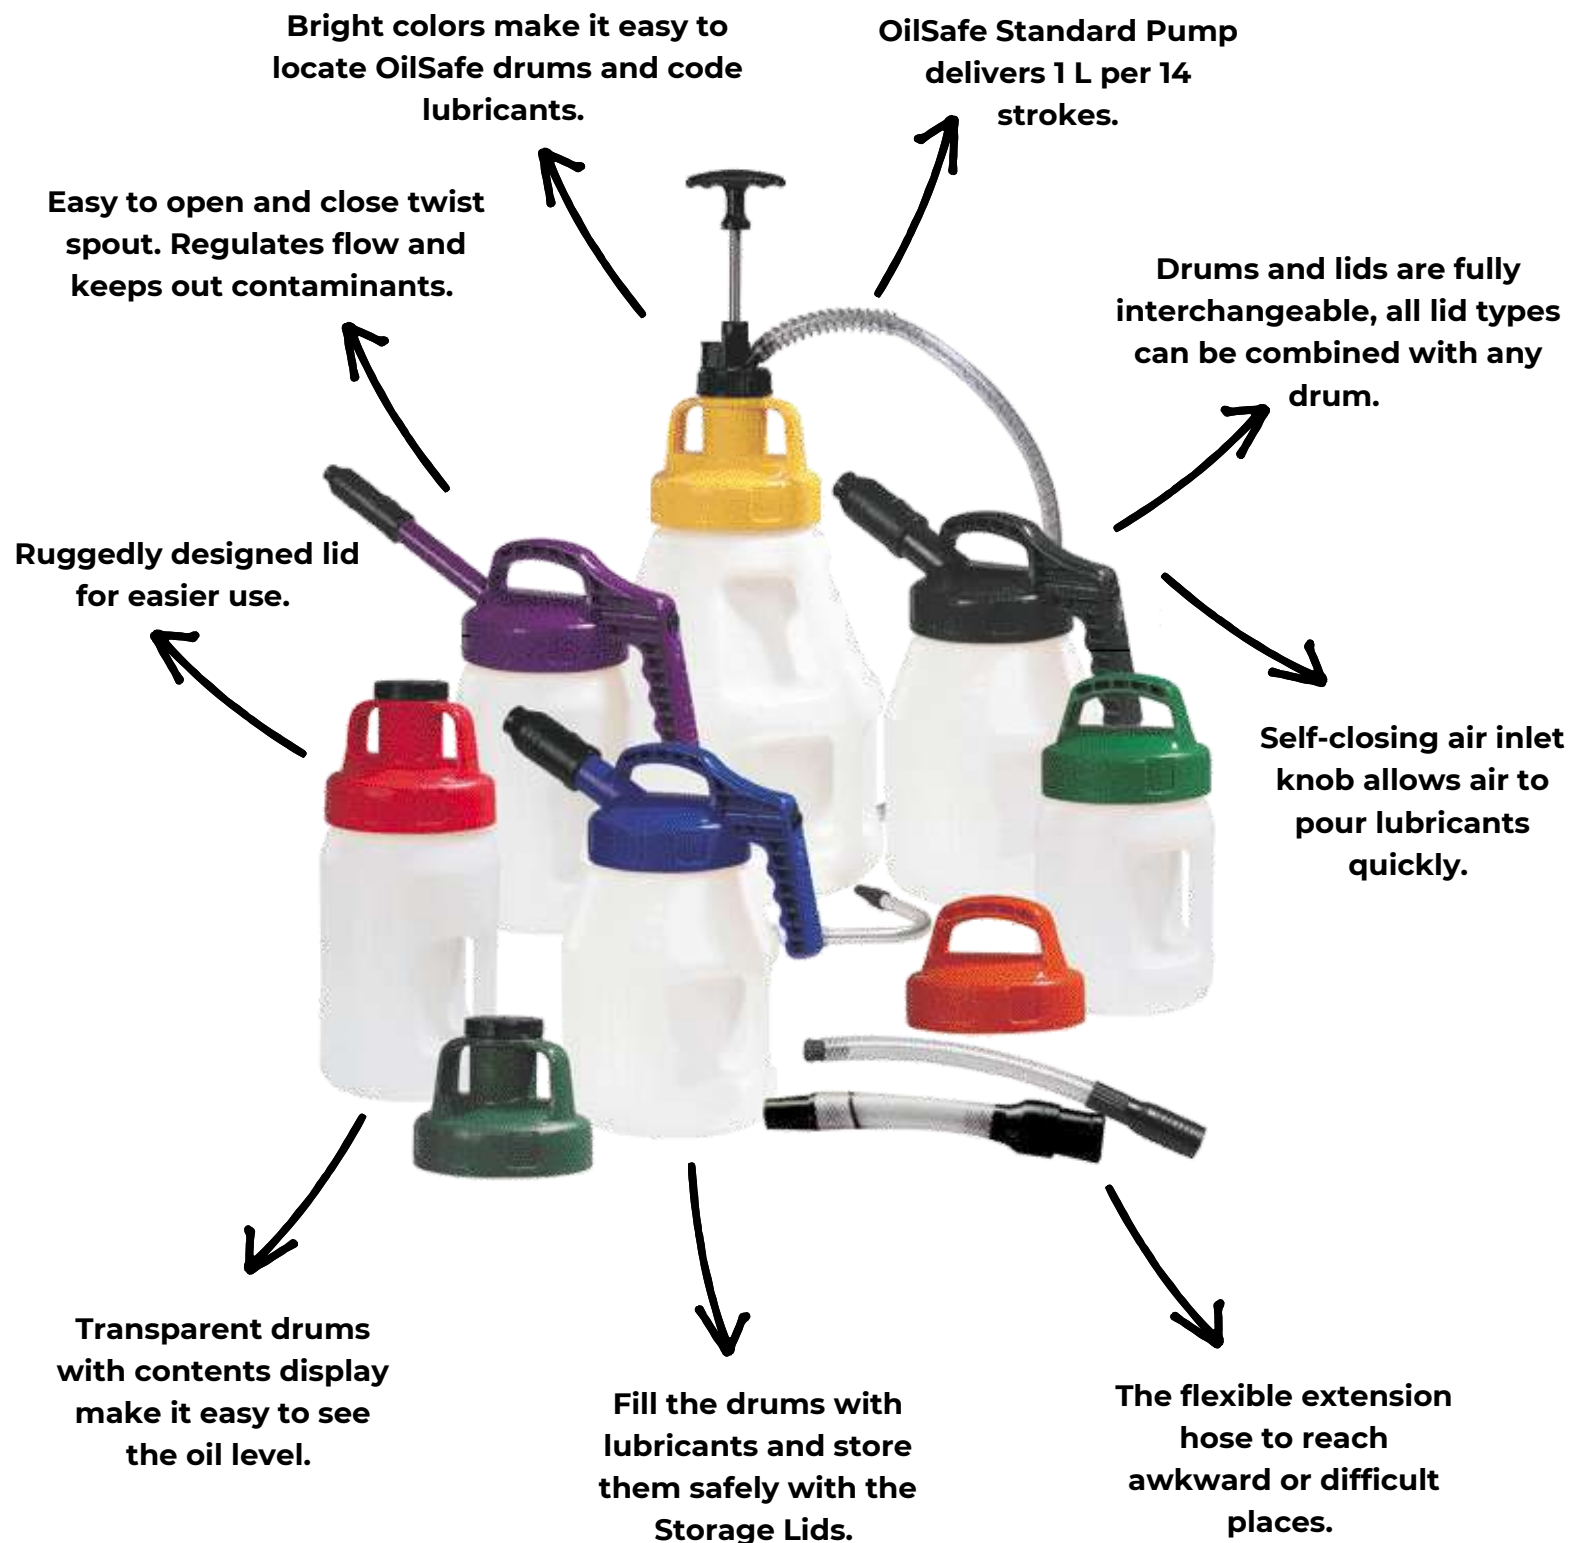 Bright colors make it easy to
locate OilSafe drums and code
lubricants.
OilSafe Standard Pump
delivers 1 L per 14
strokes.
Easy to open and close twist
spout. Regulates flow and
keeps out contaminants.
Drums and lids are fully
interchangeable, all lid types
can be combined with any
drum.
Ruggedly designed lid
for easier use.
Self-closing air inlet
knob allows air to
pour lubricants
quickly.
Transparent drums
with contents display
make it easy to see
the oil level.
Fill the drums with
lubricants and store
them safely with the
Storage Lids.
The flexible extension
hose to reach
awkward or difficult
places.